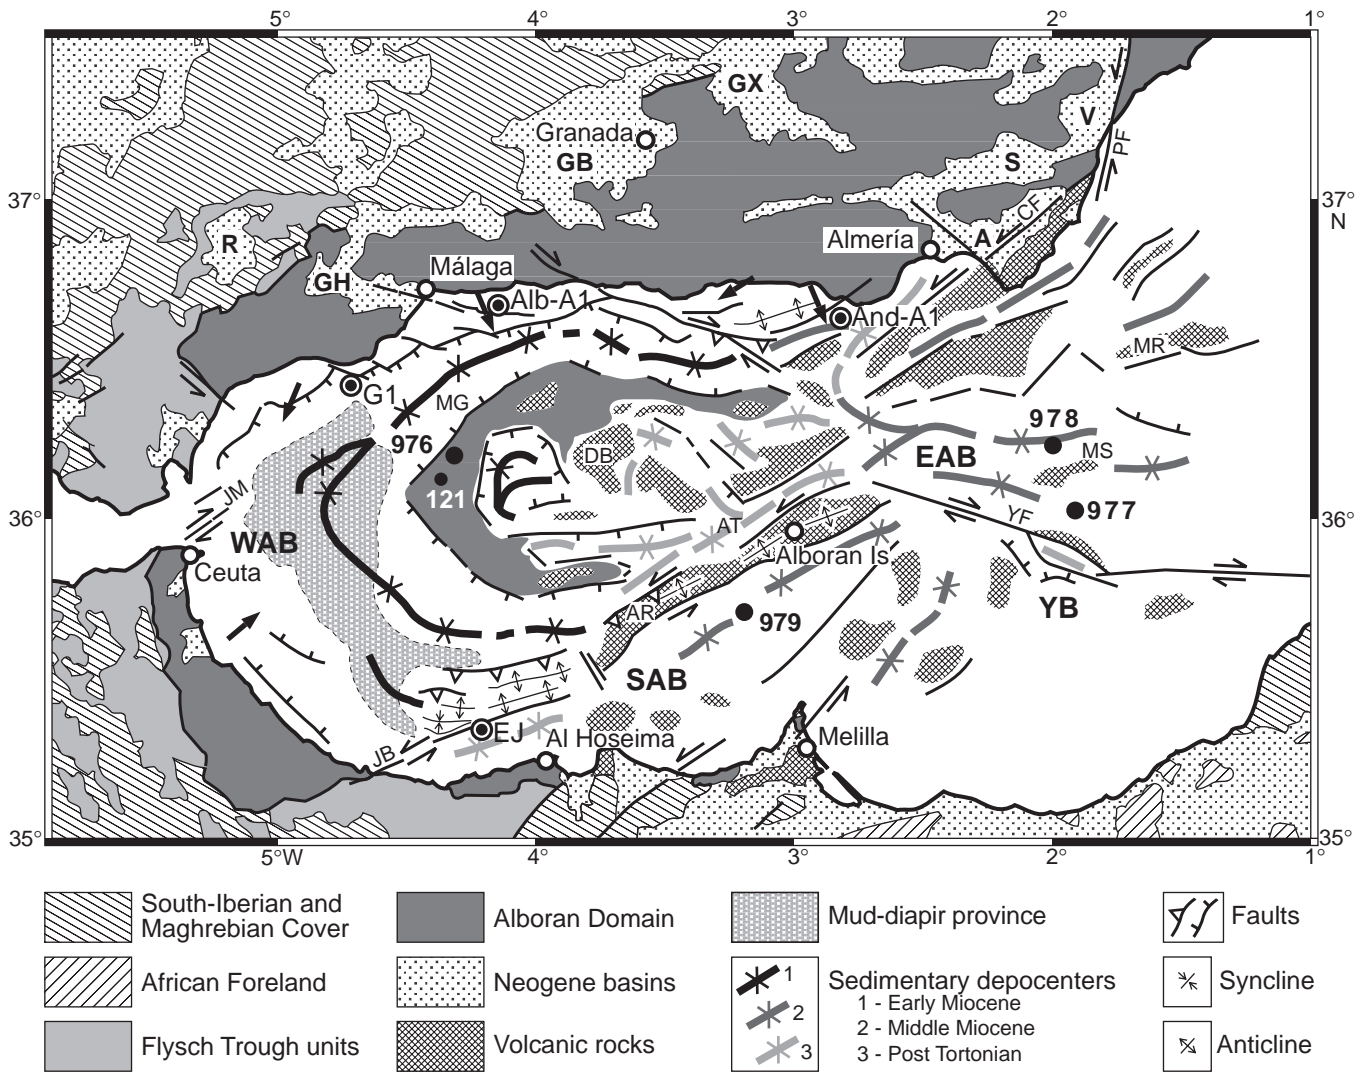 5°
4°
3°
2°
1°
GX
V
Granada
GB
PF
S
37°
37°
N
CF
R
Almería
A
Málaga
GH
Alb-A1
And-A1
MR
G1
MG
976
978
DB
EAB
MS
121
JM
977
36°
AT
YF
36°
WAB
Alboran Is
Ceuta
AR
YB
979
SAB
EJ
Al Hoseima
Melilla
JB
35°
35°
5°W
4°
3°
2°
1°
South-Iberian and
Maghrebian Cover
African Foreland
Flysch Trough units
Alboran Domain
Neogene basins
Volcanic rocks
Mud-diapir province
1
2
3
Sedimentary depocenters
1 - Early Miocene
2 - Middle Miocene
3 - Post Tortonian
Faults
Syncline
Anticline